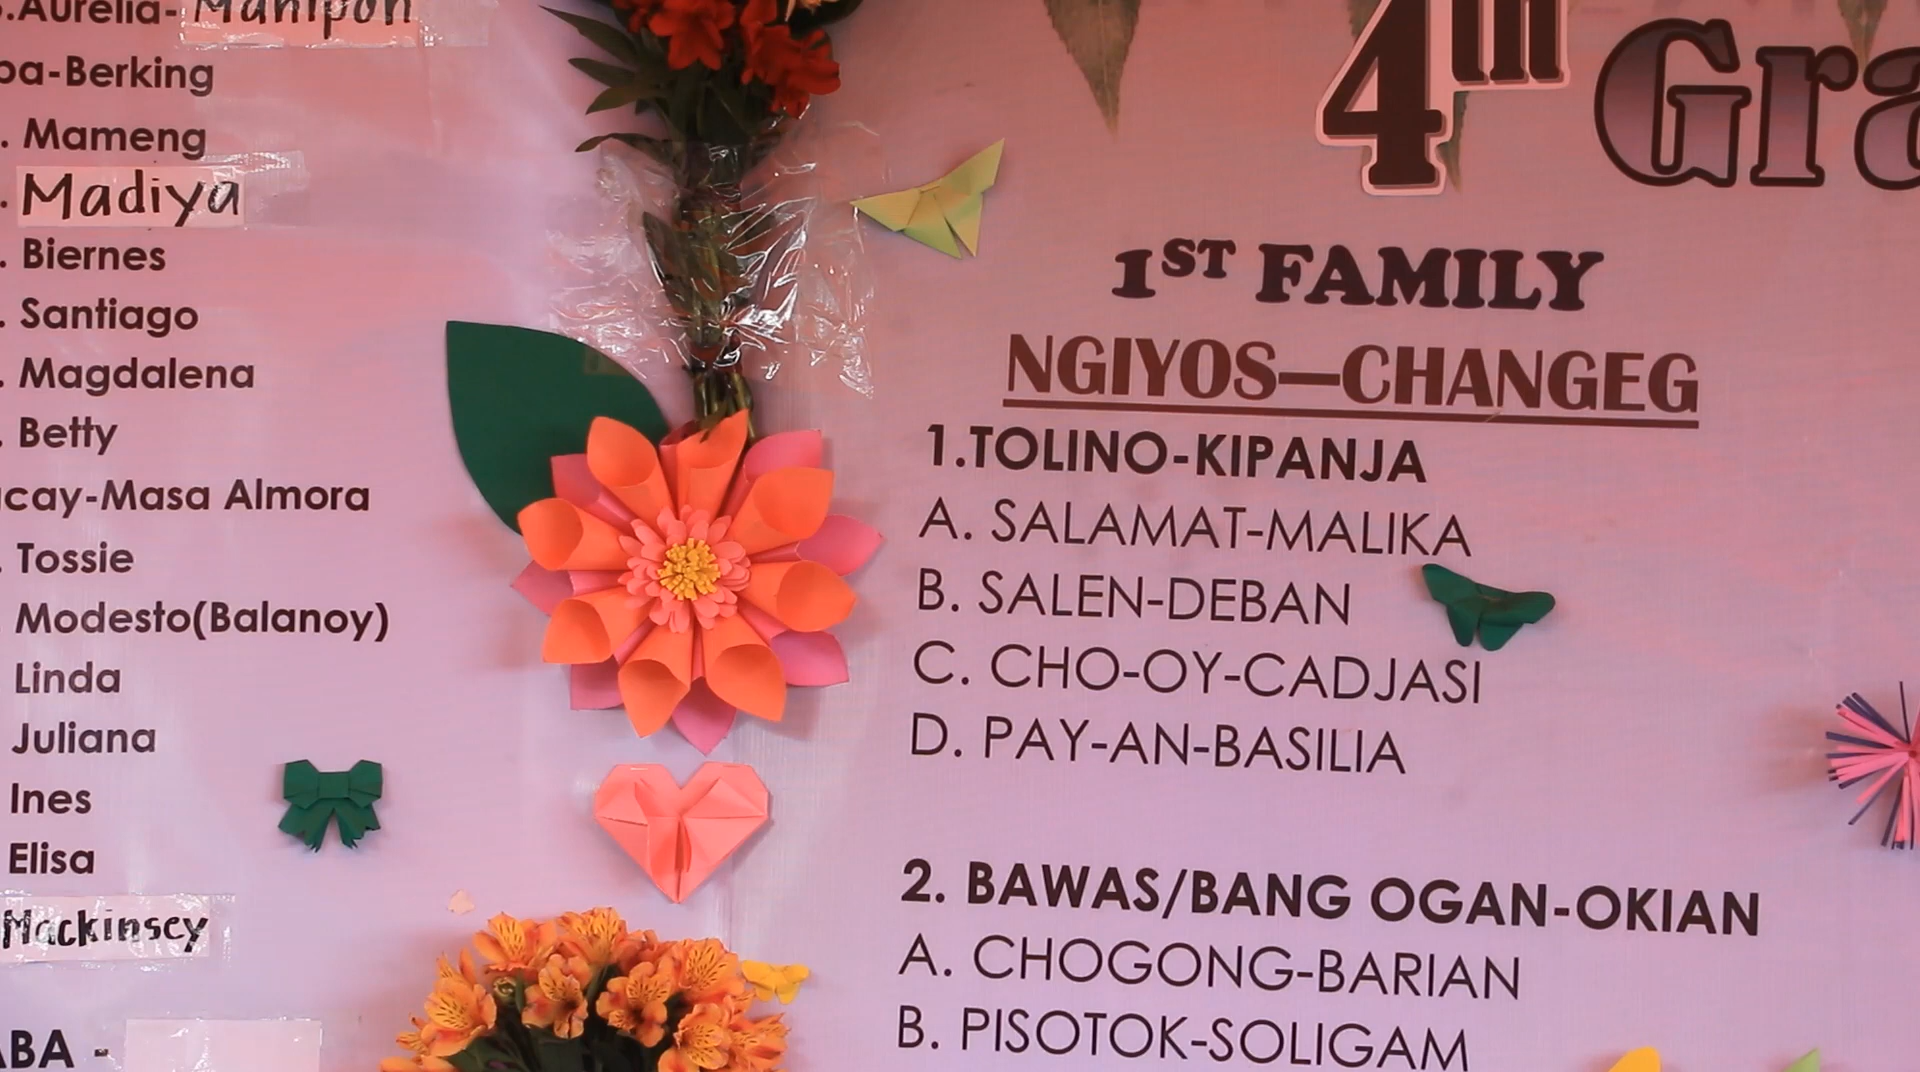 .Aurelia- Manipon
pa-Berking
. Mameng
. Madiya
. Biernes
. Santiago
. Magdalena
. Betty
cay-Masa Almora
. Tossie
Modesto(Balanoy)
Linda
Juliana
Ines
Elisa
Mackinsey
ABA -
4th Gra
1ST FAMILY
NGIYOS—CHANGEG
1.TOLINO-KIPANJA
A. SALAMAT-MALIKA
B. SALEN-DEBAN
C. CHO-OY-CADJASI
D. PAY-AN-BASILIA
2. BAWAS/BANG OGAN-OKIAN
A. CHOGONG-BARIAN
B. PISOTOK-SOLIGAM